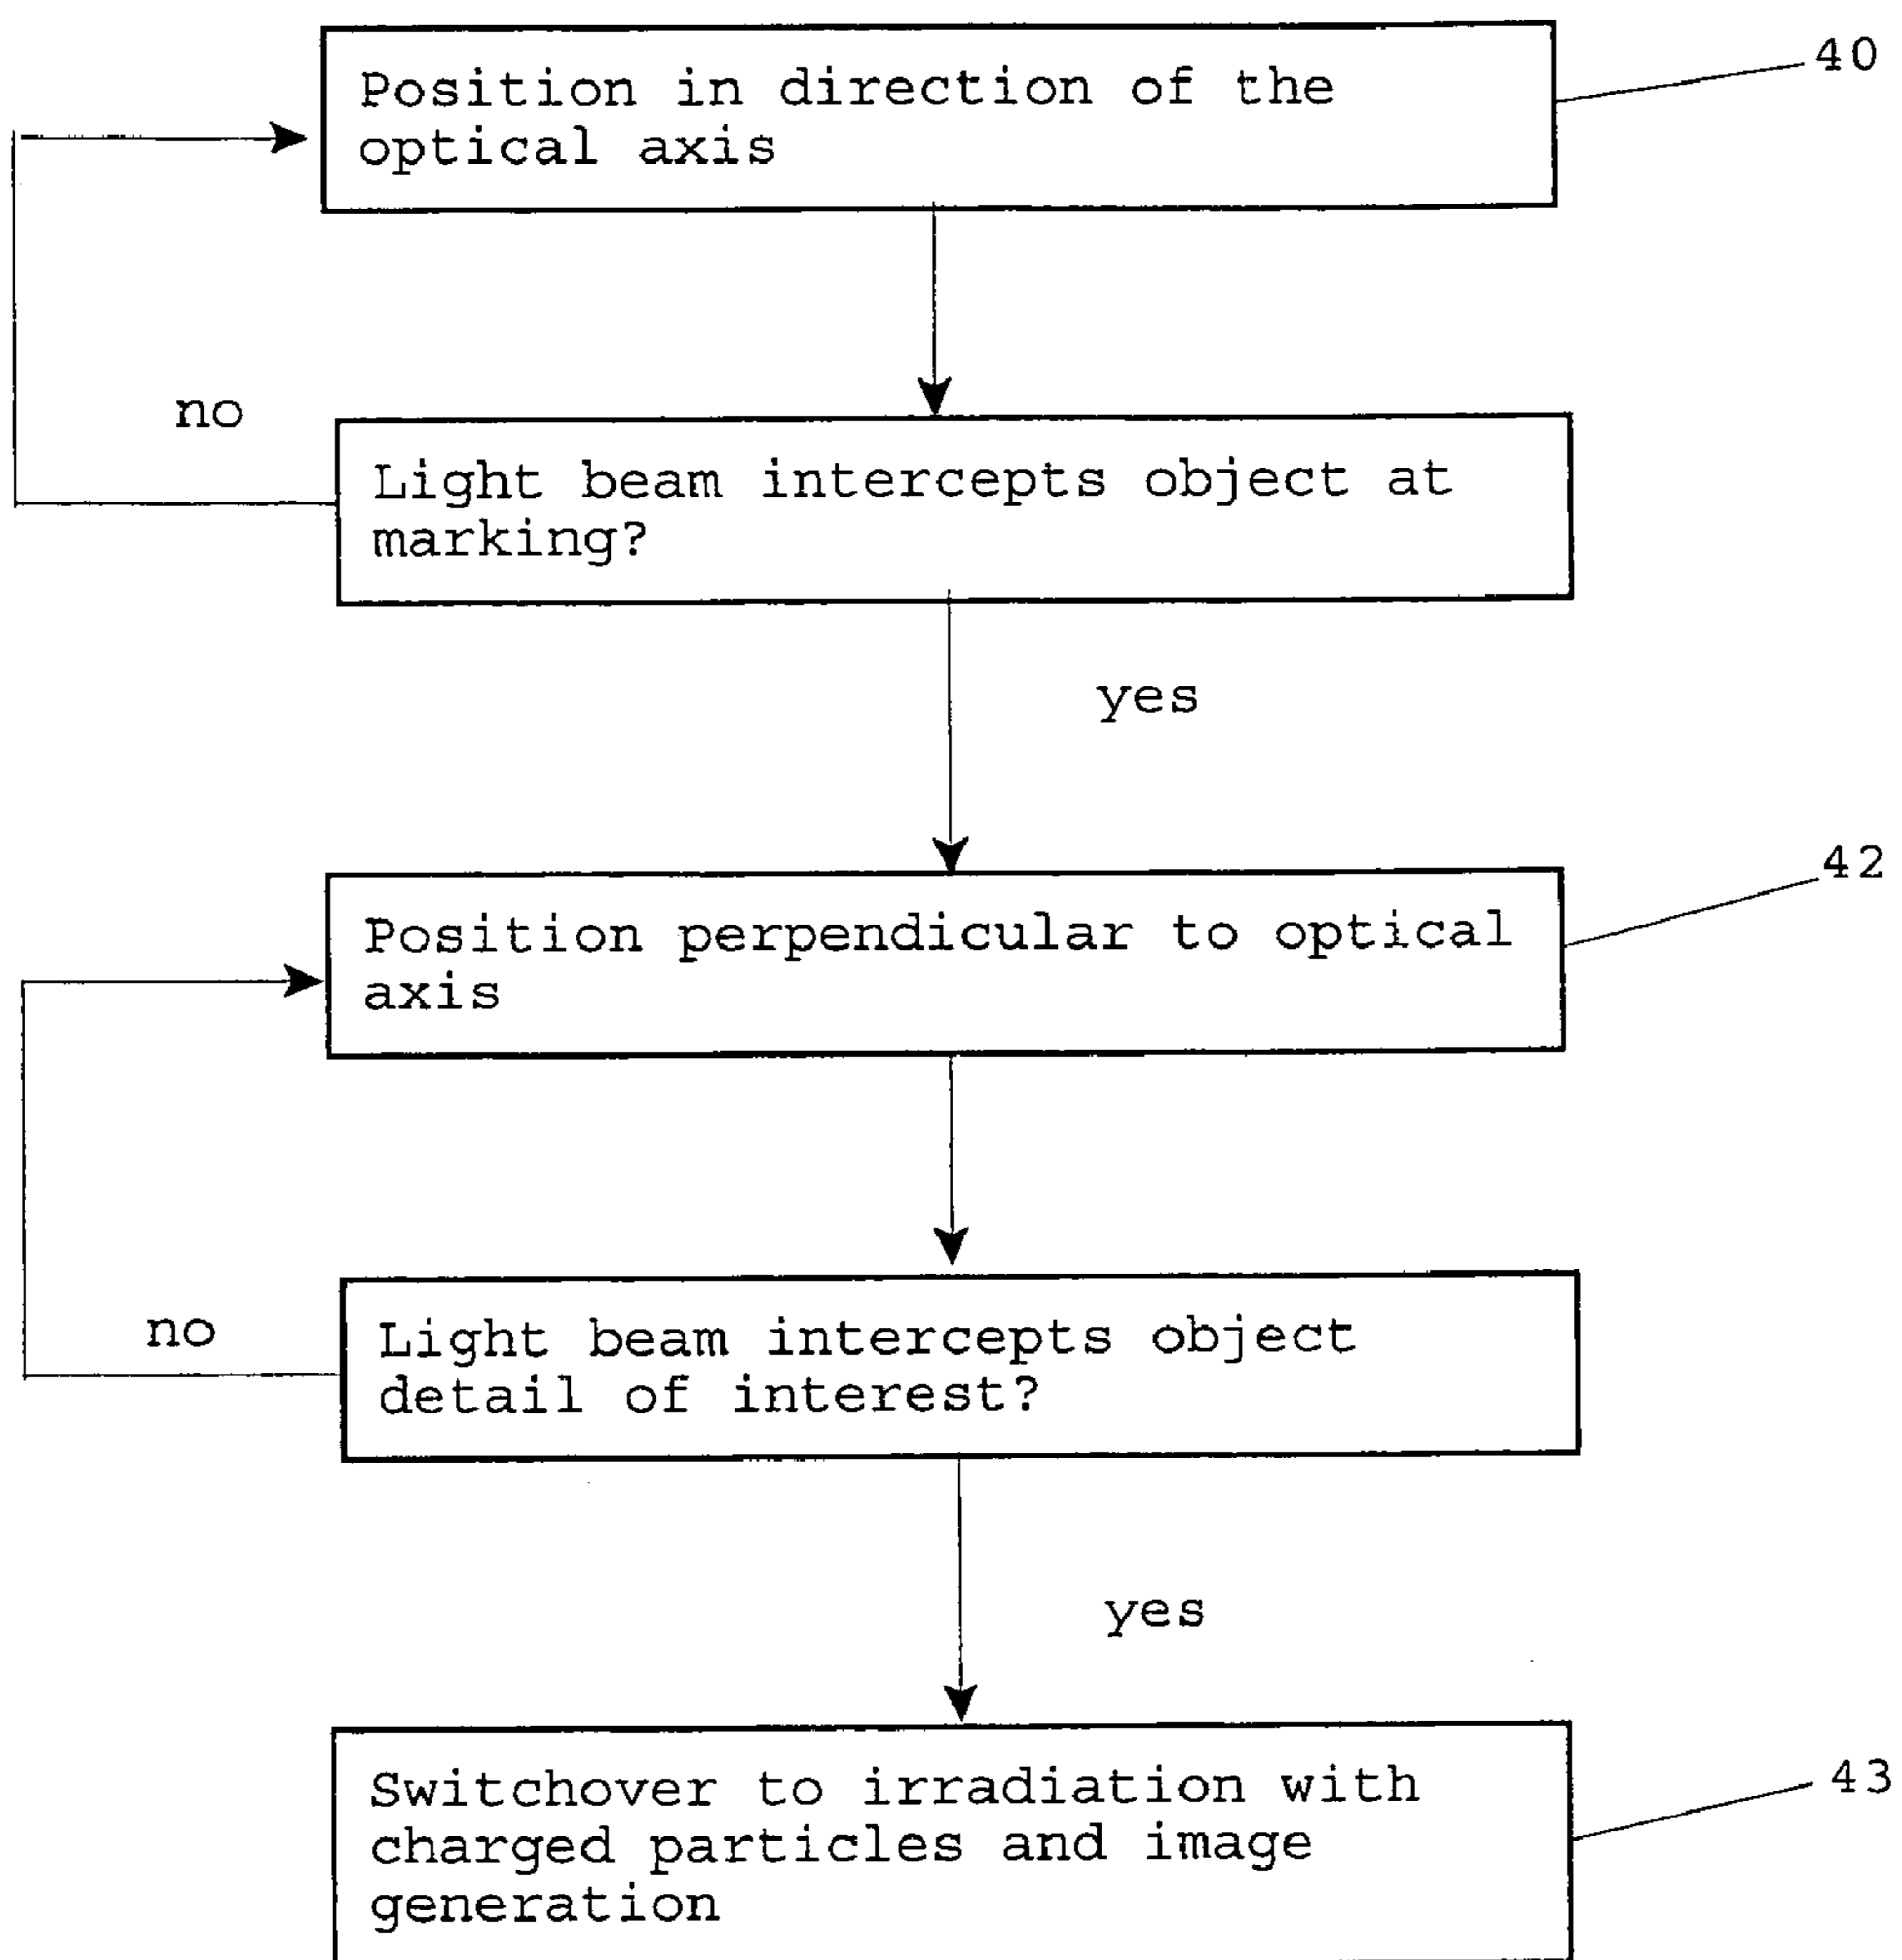 Position in direction of the
optical axis
40
no
Light beam intercepts object at
marking?
yes
42
Position perpendicular to optical
axis
no
Light beam intercepts object
detail of interest?
yes
Switchover to irradiation with
charged particles and image
generation
43